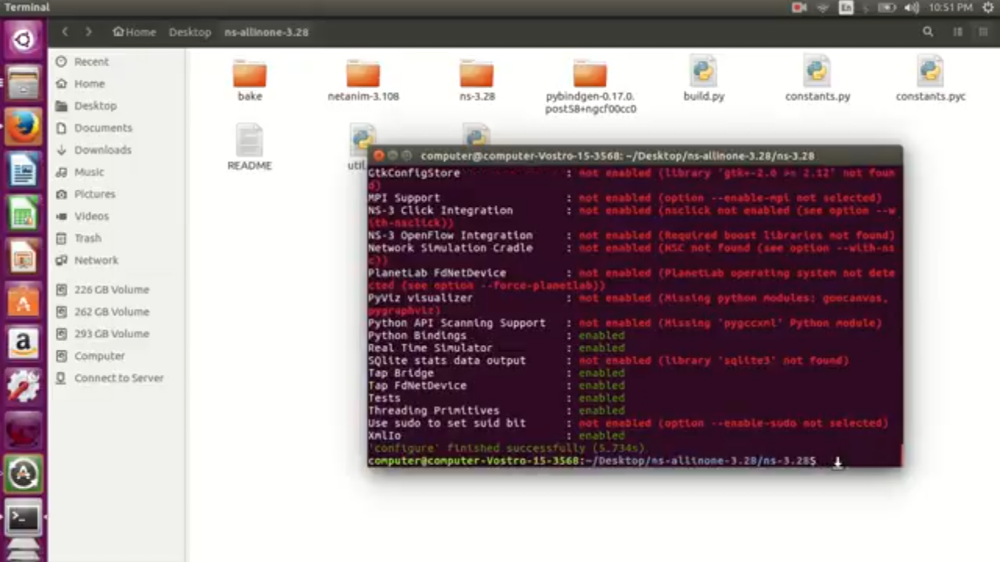 Terminal
En
10:51 PM
Home
Desktop
ns-allinone-3.28
Recent
Home
Desktop
Documents
Downloads
Music
Pictures
Videos
Trash
Network
226 GB Volume
262 GB Volume
293 GB Volume
Computer
Connect to Server
bake
netanim-3.108
ns-3.28
pybindgen-0.17.0.
post58+ngcf00cc0
build.py
constants.py
constants.pyc
README
util
computer@computer-Vostro-15-3568: ~/Desktop/ns-allinone-3.28/ns-3.28
GtkConfigStore : not enabled (library 'gtk+-2.0 >= 2.12' not foun
d)
MPI Support : not enabled (option --enable-mpi not selected)
NS-3 Click Integration : not enabled (nsclick not enabled (see option --w
ith-nsclick))
NS-3 OpenFlow Integration : not enabled (Required boost libraries not found)
Network Simulation Cradle : not enabled (NSC not found (see option --with-ns
c))
PlanetLab FdNetDevice : not enabled (PlanetLab operating system not dete
cted (see option --force-planetlab))
PyViz visualizer : not enabled (Missing python modules: goocanvas,
pygraphviz)
Python API Scanning Support : not enabled (Missing 'pygccxml' Python module)
Python Bindings : enabled
Real Time Simulator : enabled
SQlite stats data output : not enabled (library 'sqlite3' not found)
Tap Bridge : enabled
Tap FdNetDevice : enabled
Tests : enabled
Threading Primitives : enabled
Use sudo to set suid bit : not enabled (option --enable-sudo not selected)
XmlIo : enabled
'configure' finished successfully (5.734s)
computer@computer-Vostro-15-3568:~/Desktop/ns-allinone-3.28/ns-3.28$